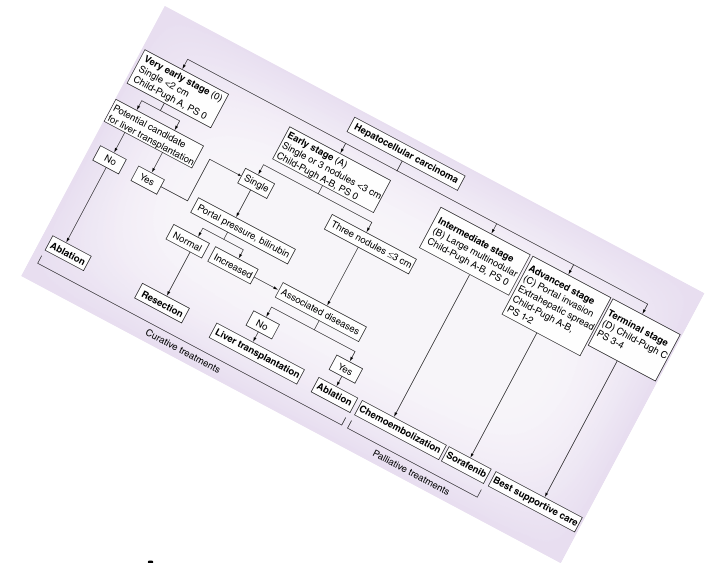 Hepatocellular carcinoma
Very early stage (0)
Single <2 cm
Child-Pugh A, PS 0
Potential candidate
for liver transplantation
No
Yes
Early stage (A)
Single or 3 nodules <3 cm
Child-Pugh A-B, PS 0
Single
Portal pressure, bilirubin
Normal
Increased
Three nodules ≤3 cm
Associated diseases
No
Yes
Intermediate stage
(B) Large multinodular
Child-Pugh A-B, PS 0
Advanced stage
(C) Portal invasion
Extrahepatic spread
Child-Pugh A-B,
PS 1-2
Terminal stage
(D) Child-Pugh C
PS 3-4
Ablation
Resection
Liver transplantation
Ablation
Chemoembolization
Sorafenib
Best supportive care
Curative treatments
Palliative treatments